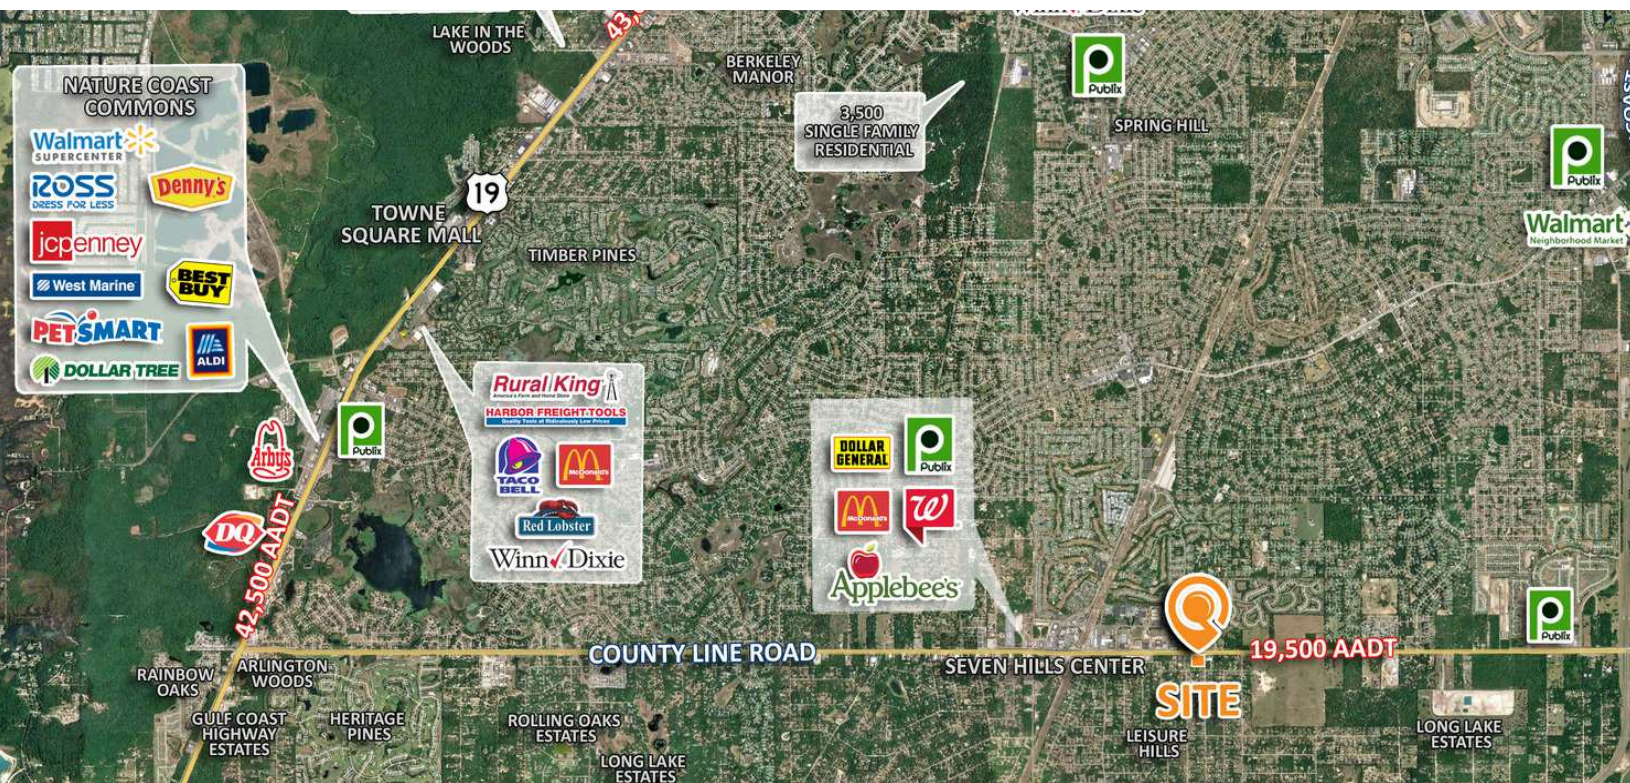 Winn Dixie
LAKE IN THE
WOODS
BERKELEY
MANOR
Publix
NATURE COAST
COMMONS
Walmart
SUPERCENTER
ROSS
DRESS FOR LESS
Denny's
jcpenney
West Marine
BEST
BUY
PETSMART
ALDI
DOLLAR TREE
3,500
SINGLE FAMILY
RESIDENTIAL
SPRING HILL
COAST
Publix
Walmart
Neighborhood Market
19
TOWNE
SQUARE MALL
TIMBER PINES
Rural King
America's Farm and Home Store
HARBOR FREIGHT TOOLS
Quality Tools at Ridiculously Low Prices
TACO
BELL
McDonald's
Red Lobster
Winn Dixie
Publix
Arby's
DQ
42,500 AADT
DOLLAR
GENERAL
Publix
McDonald's
W
Applebee's
Publix
COUNTY LINE ROAD
SEVEN HILLS CENTER
19,500 AADT
SITE
RAINBOW
OAKS
ARLINGTON
WOODS
GULF COAST
HIGHWAY
ESTATES
HERITAGE
PINES
ROLLING OAKS
ESTATES
LONG LAKE
ESTATES
LEISURE
HILLS
LONG LAKE
ESTATES